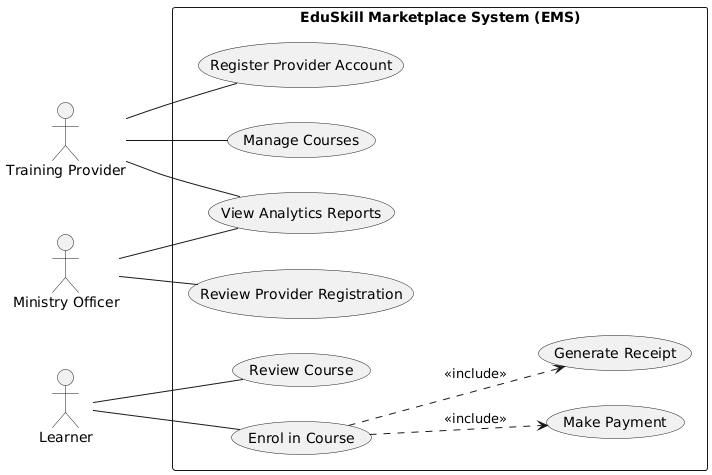 EduSkill Marketplace System (EMS)
Register Provider Account
Manage Courses
Training Provider
View Analytics Reports
Ministry Officer
Review Provider Registration
Generate Receipt
Review Course
«include»
«include»
Make Payment
Learner
Enrol in Course